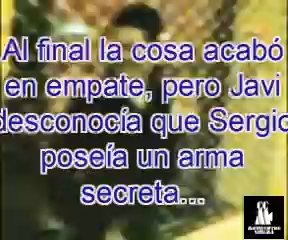 Al final la cosa acabó
en empate, pero Javi
desconocía que Sergio
poseía un arma
secreta...